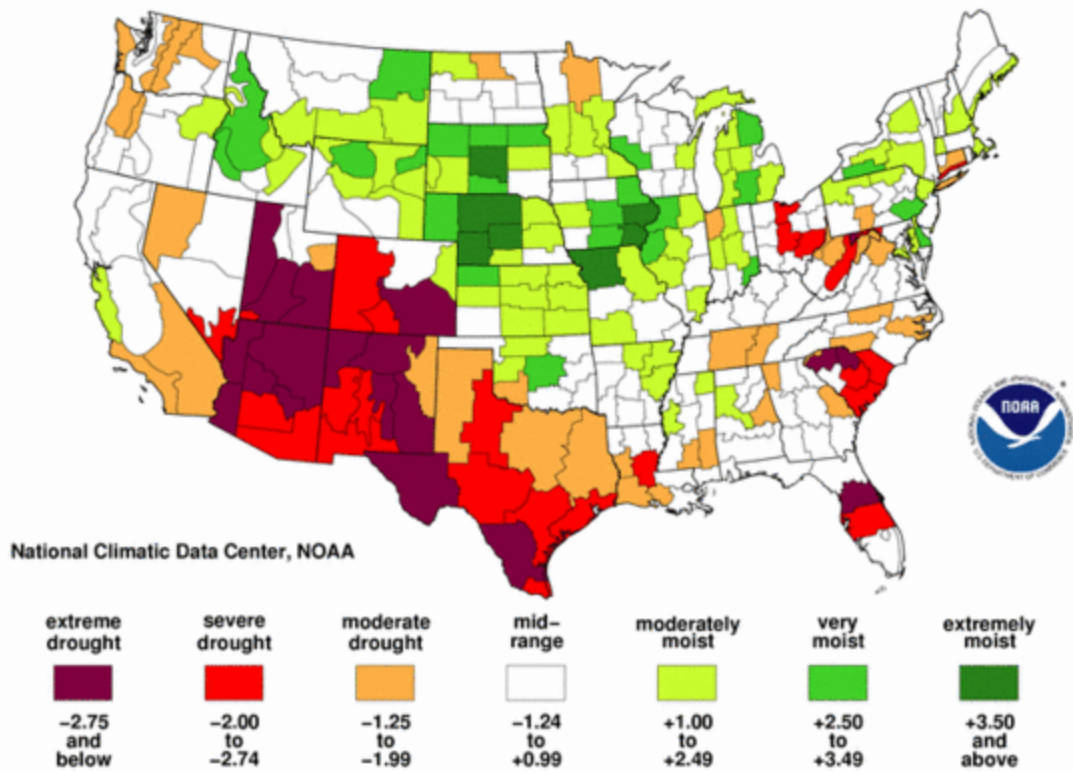 NOAA
National Climatic Data Center, NOAA
extreme drought
severe drought
moderate drought
mid–range
moderately moist
very moist
extremely moist
−2.75 and below
−2.00 to −2.74
−1.25 to −1.99
−1.24 to +0.99
+1.00 to +2.49
+2.50 to +3.49
+3.50 and above